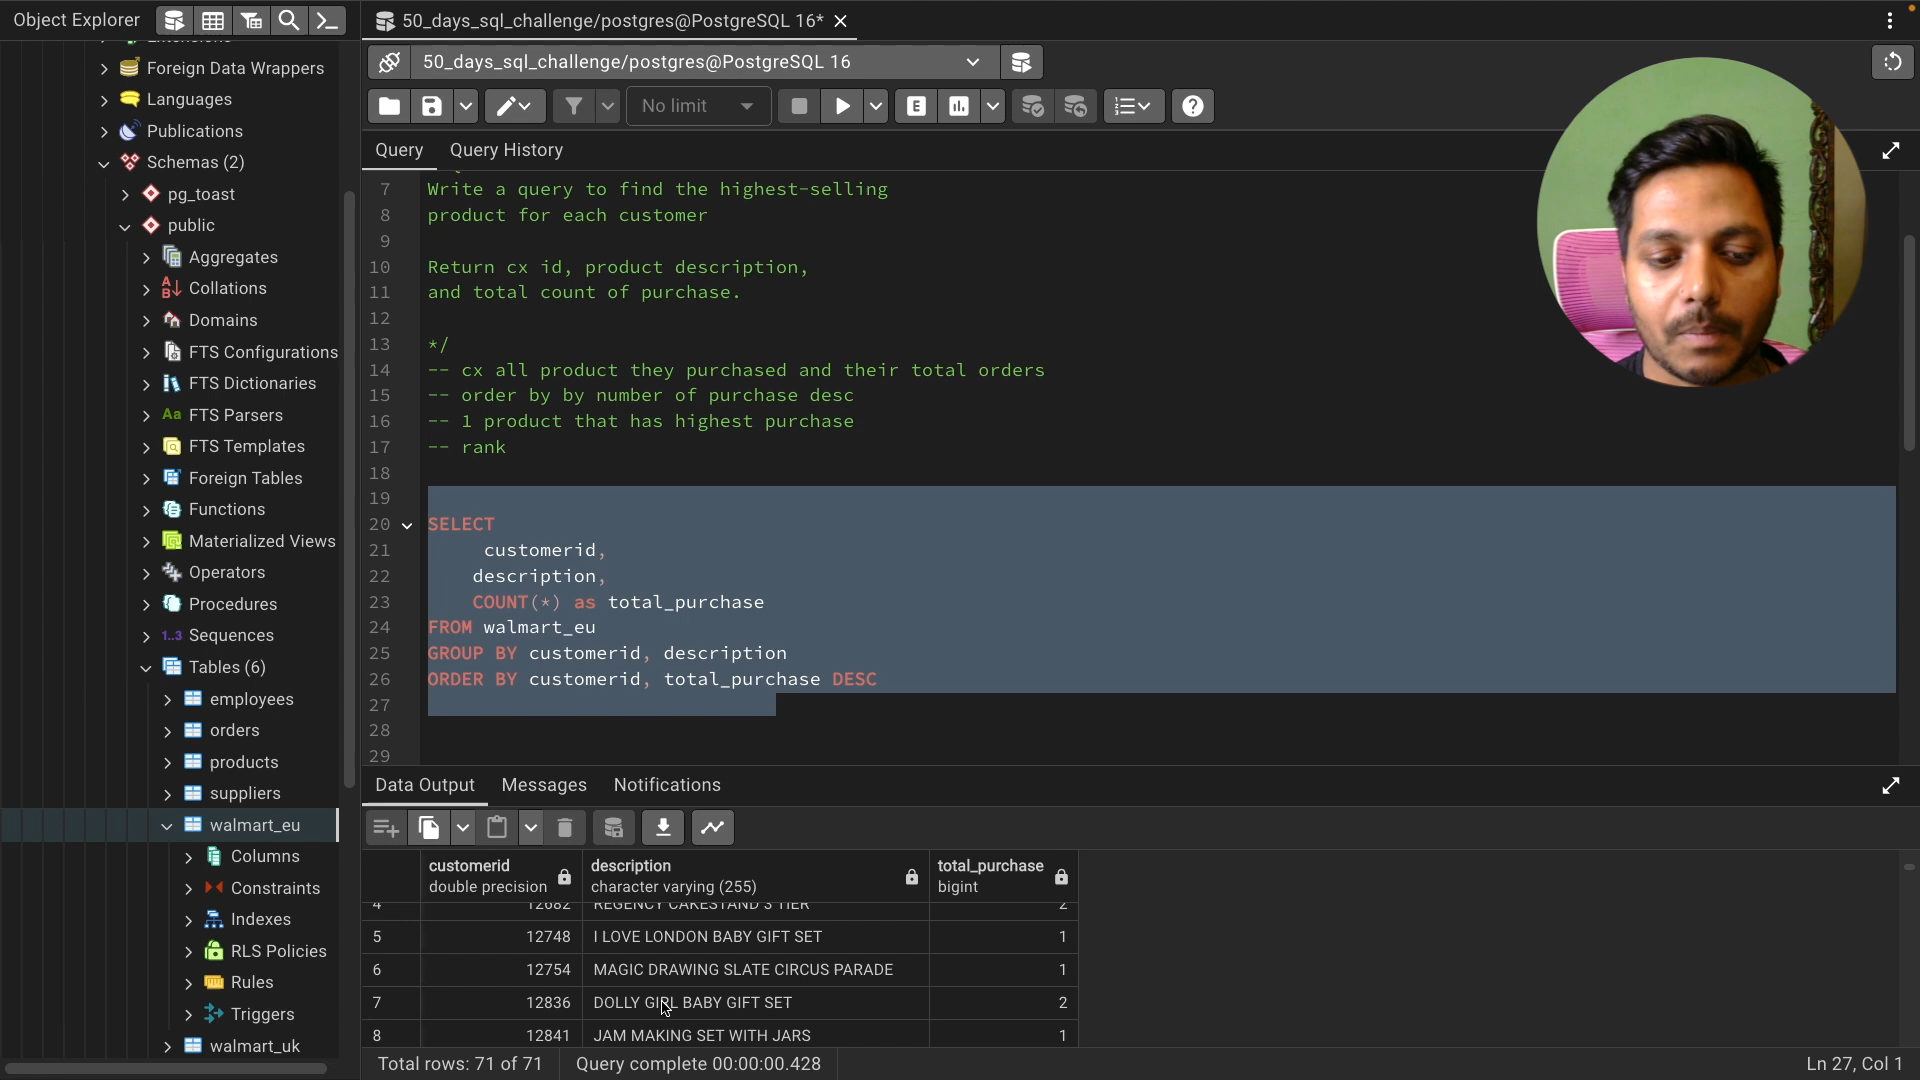 Object Explorer
50_days_sql_challenge/postgres@PostgreSQL 16*
50_days_sql_challenge/postgres@PostgreSQL 16
No limit
E
Query
Query History
Extensions
Foreign Data Wrappers
Languages
Publications
Schemas (2)
pg_toast
public
Aggregates
Collations
Domains
FTS Configurations
FTS Dictionaries
Aa FTS Parsers
FTS Templates
Foreign Tables
Functions
Materialized Views
Operators
Procedures
1..3 Sequences
Tables (6)
employees
orders
products
suppliers
walmart_eu
Columns
Constraints
Indexes
RLS Policies
Rules
Triggers
walmart_uk
7 Write a query to find the highest-selling
8 product for each customer
9
10 Return cx id, product description,
11 and total count of purchase.
12
13 */
14 -- cx all product they purchased and their total orders
15 -- order by by number of purchase desc
16 -- 1 product that has highest purchase
17 -- rank
18
19
20 SELECT
21 customerid,
22 description,
23 COUNT(*) as total_purchase
24 FROM walmart_eu
25 GROUP BY customerid, description
26 ORDER BY customerid, total_purchase DESC
27
28
29
Data Output
Messages
Notifications
customerid description total_purchase
double precision character varying (255) bigint
4 12682 REGENCY CAKESTAND 3 TIER 2
5 12748 I LOVE LONDON BABY GIFT SET 1
6 12754 MAGIC DRAWING SLATE CIRCUS PARADE 1
7 12836 DOLLY GIRL BABY GIFT SET 2
8 12841 JAM MAKING SET WITH JARS 1
Total rows: 71 of 71
Query complete 00:00:00.428
Ln 27, Col 1